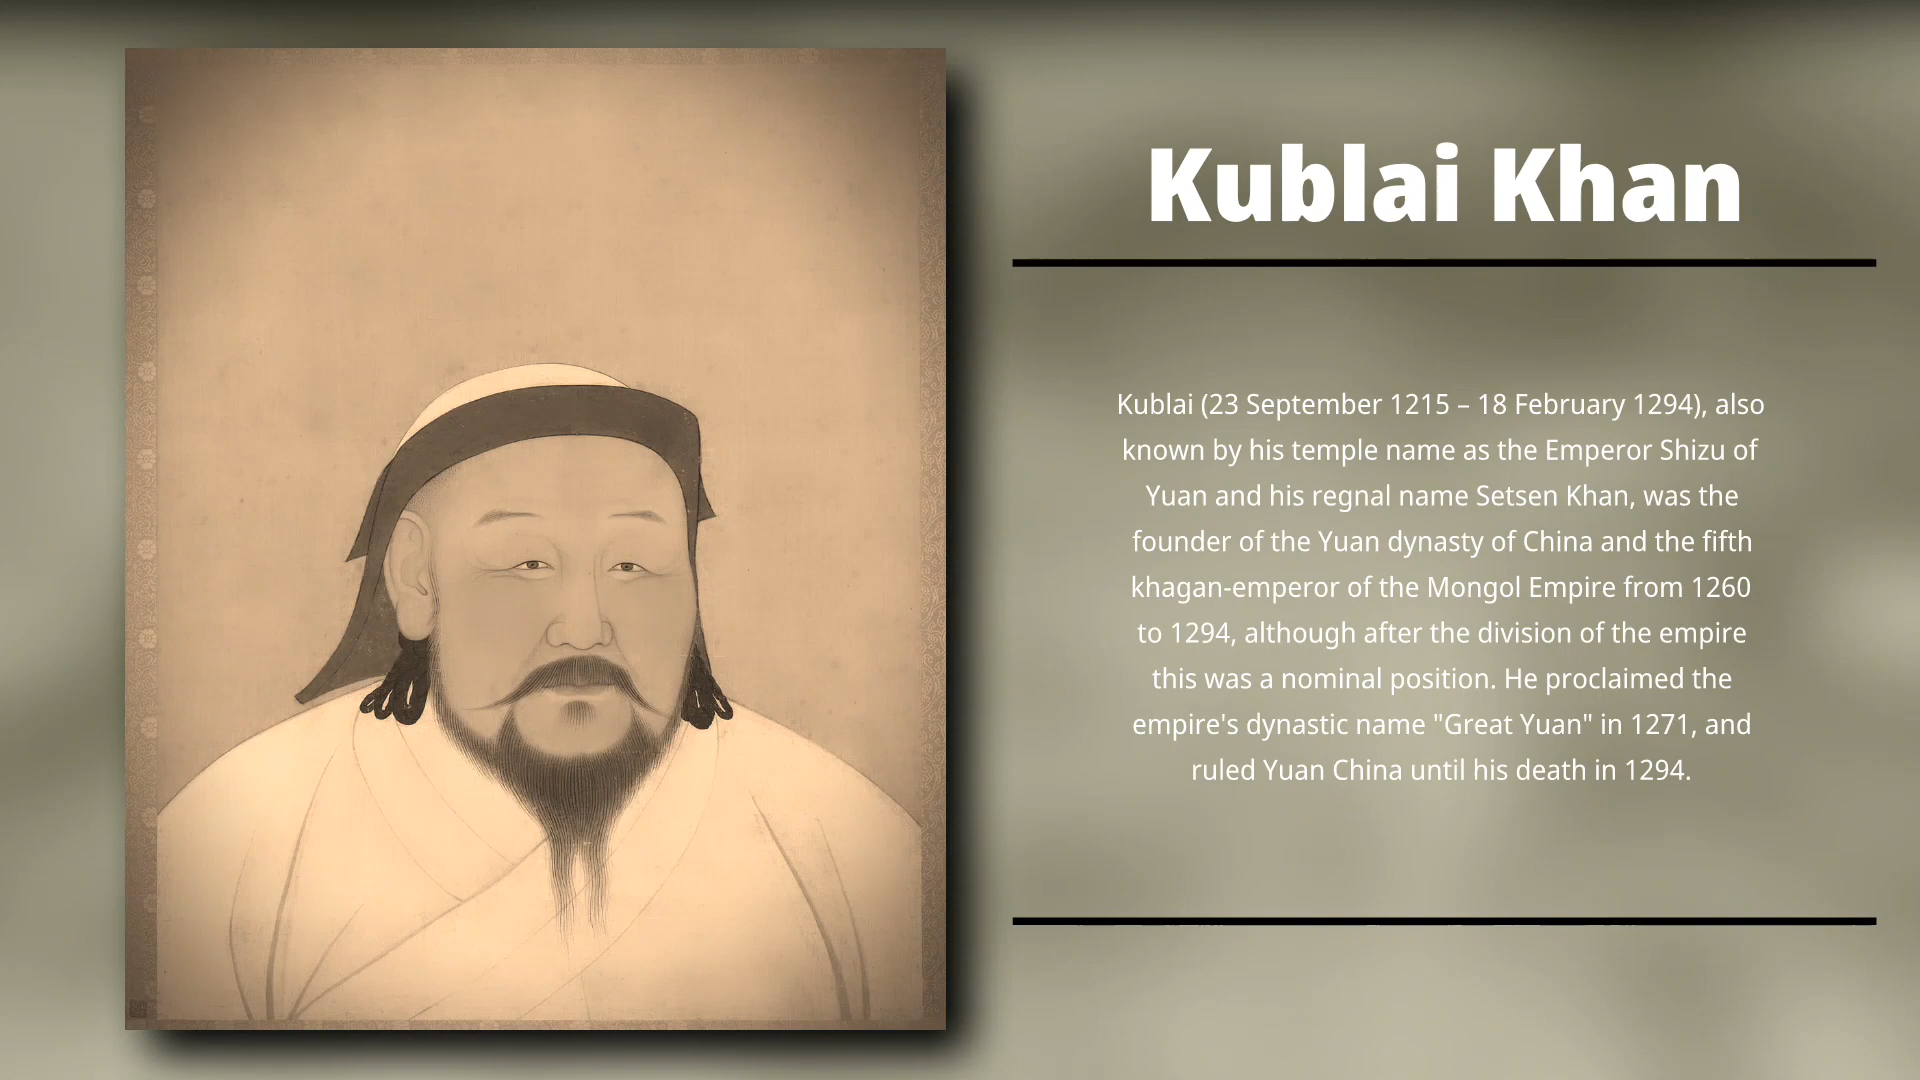 Kublai Khan
Kublai (23 September 1215 – 18 February 1294), also
known by his temple name as the Emperor Shizu of
Yuan and his regnal name Setsen Khan, was the
founder of the Yuan dynasty of China and the fifth
khagan-emperor of the Mongol Empire from 1260
to 1294, although after the division of the empire
this was a nominal position. He proclaimed the
empire's dynastic name "Great Yuan" in 1271, and
ruled Yuan China until his death in 1294.